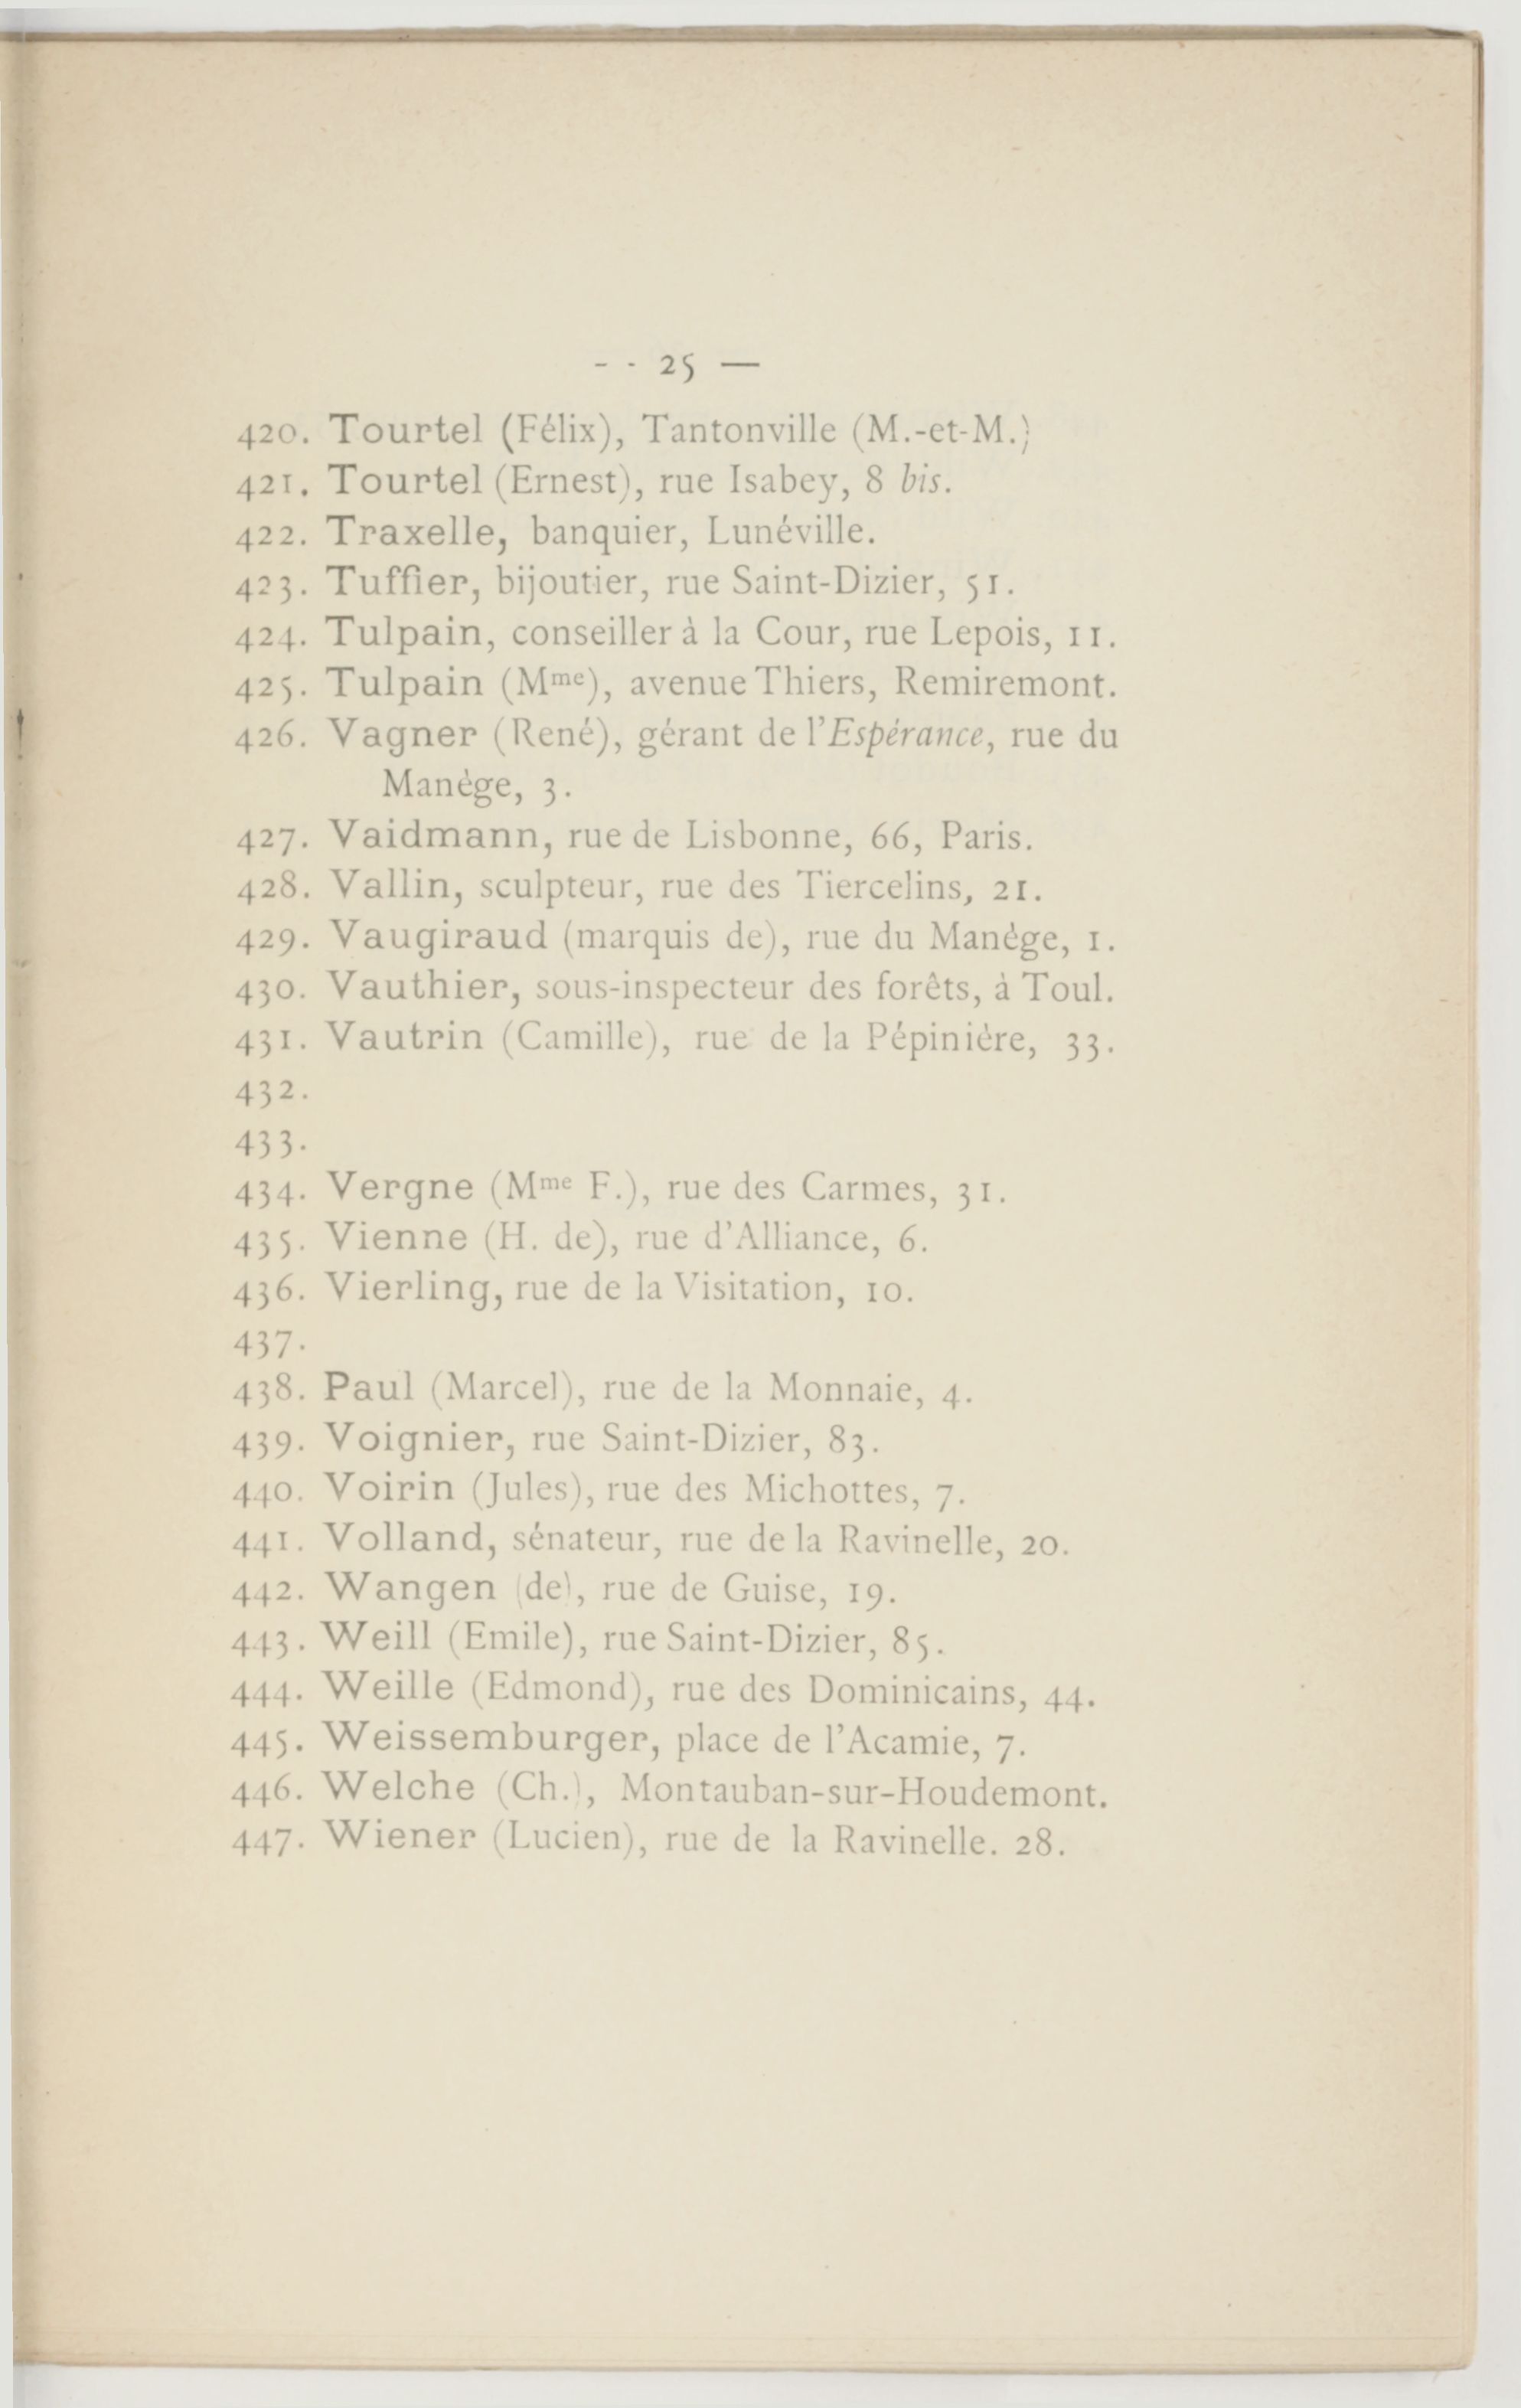 - - 25 —
420. Tourtel (Félix), Tantonville (M.-et-M.)
421. Tourtel (Ernest), rue Isabey, 8 bis.
422. Traxelle, banquier, Lunéville.
423. Tuffier, bijoutier, rue Saint-Dizier, 51.
424. Tulpain, conseiller à la Cour, rue Lepois, 11.
425. Tulpain (Mme), avenue Thiers, Remiremont.
426. Vagner (René), gérant de l'Espérance, rue du
Manège, 3.
427. Vaidmann, rue de Lisbonne, 66, Paris.
428. Vallin, sculpteur, rue des Tiercelins, 21.
429. Vaugiraud (marquis de), rue du Manège, 1.
430. Vauthier, sous-inspecteur des forêts, à Toul.
431. Vautrin (Camille), rue de la Pépinière, 33.
432.
433.
434. Vergne (Mme F.), rue des Carmes, 31.
435. Vienne (H. de), rue d'Alliance, 6.
436. Vierling, rue de la Visitation, 10.
437.
438. Paul (Marcel), rue de la Monnaie, 4.
439. Voignier, rue Saint-Dizier, 83.
440. Voirin (Jules), rue des Michottes, 7.
441. Volland, sénateur, rue de la Ravinelle, 20.
442. Wangen (de), rue de Guise, 19.
443. Weill (Emile), rue Saint-Dizier, 85.
444. Weille (Edmond), rue des Dominicains, 44.
445. Weissemburger, place de l'Acamie, 7.
446. Welche (Ch.), Montauban-sur-Houdemont.
447. Wiener (Lucien), rue de la Ravinelle. 28.